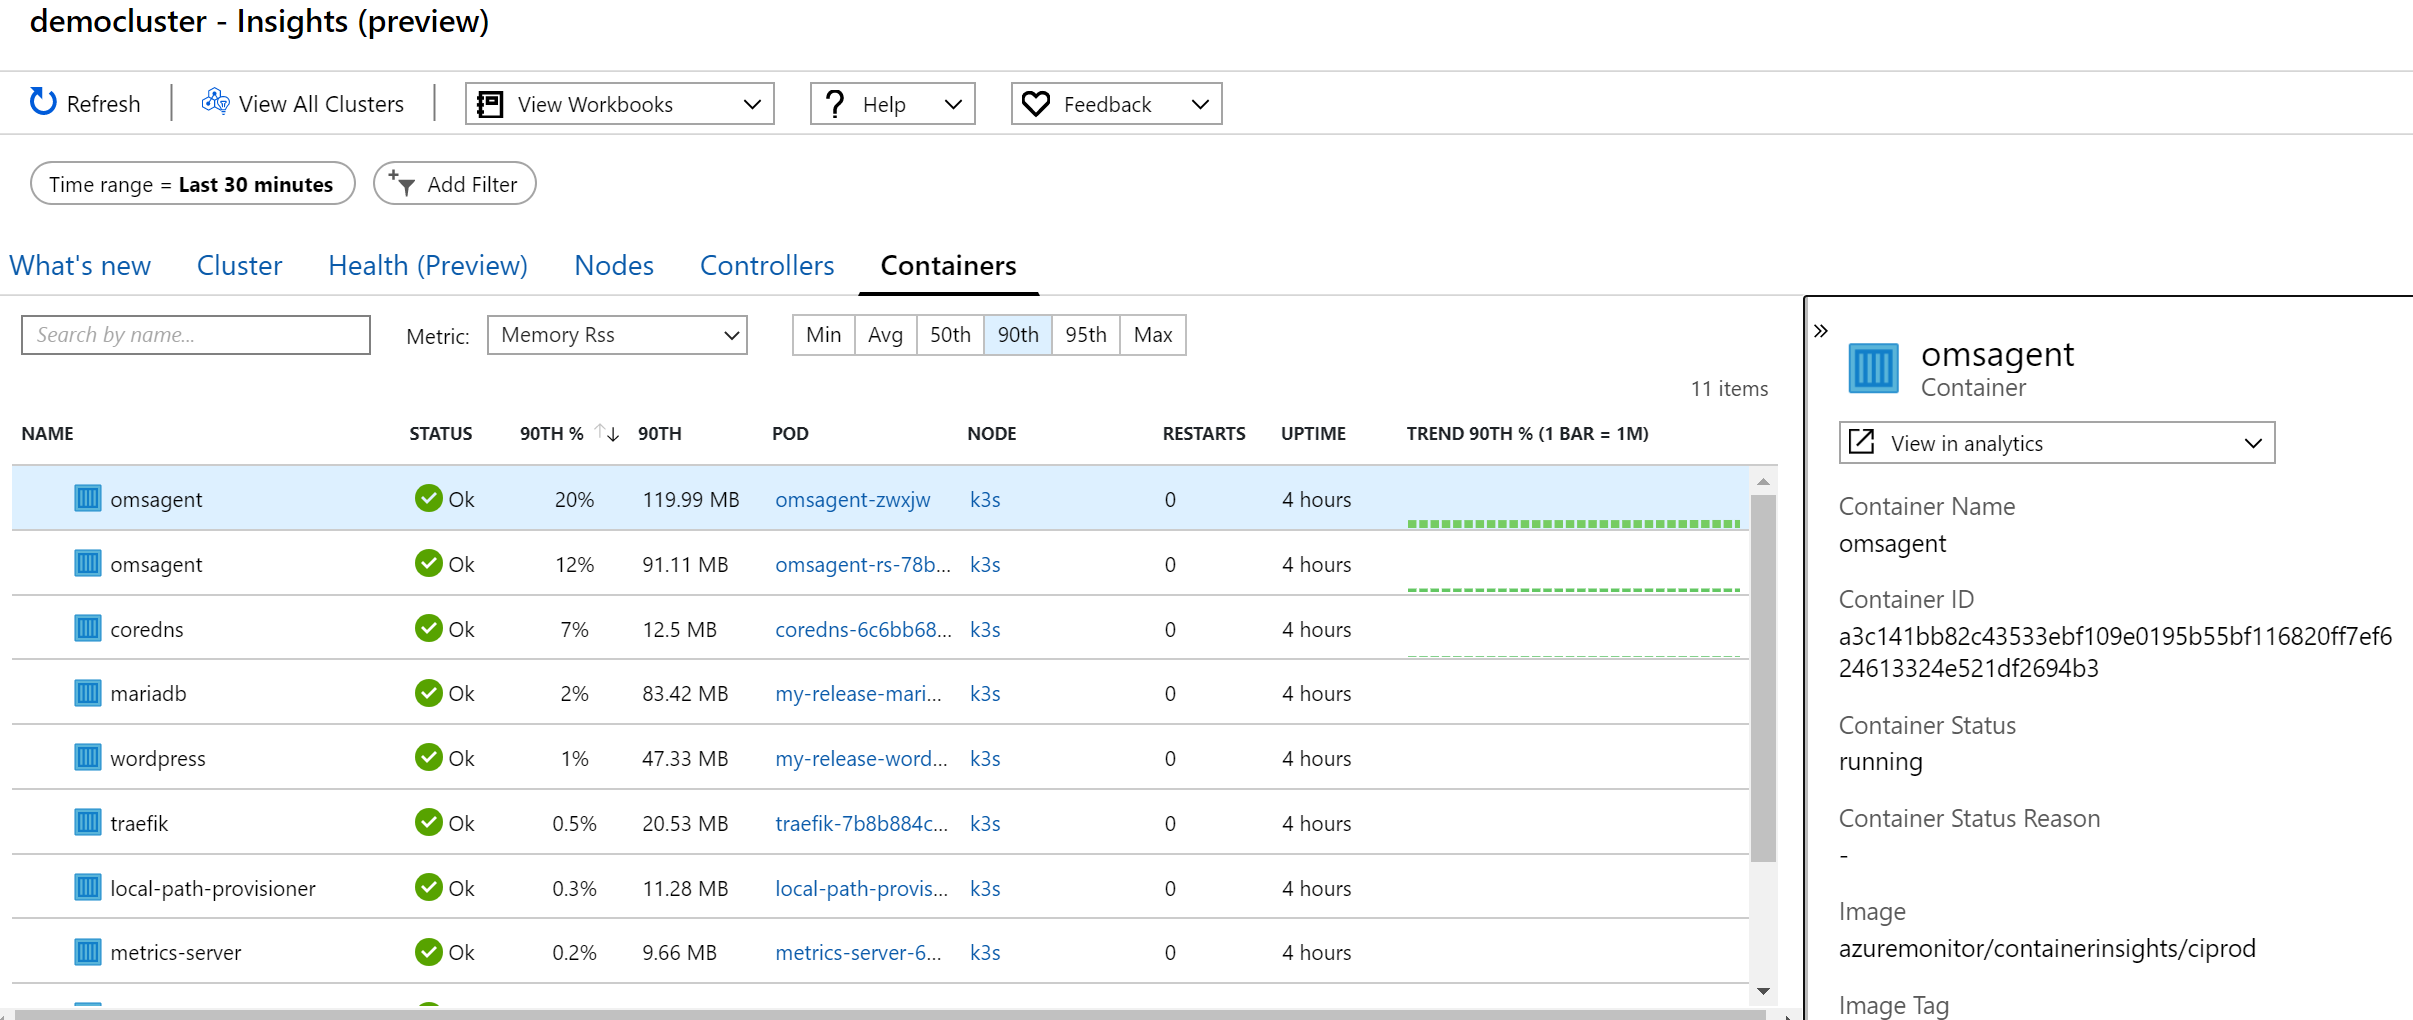 democluster - Insights (preview)
Refresh
View All Clusters
View Workbooks
Help
Feedback
Time range = Last 30 minutes
Add Filter
What's new Cluster Health (Preview) Nodes Controllers Containers
Search by name...
Metric: Memory Rss
Min Avg 50th 90th 95th Max
11 items
NAME STATUS 90TH % 90TH POD NODE RESTARTS UPTIME TREND 90TH % (1 BAR = 1M)
omsagent Ok 20% 119.99 MB omsagent-zwxjw k3s 0 4 hours
omsagent Ok 12% 91.11 MB omsagent-rs-78b... k3s 0 4 hours
coredns Ok 7% 12.5 MB coredns-6c6bb68... k3s 0 4 hours
mariadb Ok 2% 83.42 MB my-release-mari... k3s 0 4 hours
wordpress Ok 1% 47.33 MB my-release-word... k3s 0 4 hours
traefik Ok 0.5% 20.53 MB traefik-7b8b884c... k3s 0 4 hours
local-path-provisioner Ok 0.3% 11.28 MB local-path-provis... k3s 0 4 hours
metrics-server Ok 0.2% 9.66 MB metrics-server-6... k3s 0 4 hours
omsagent
Container
View in analytics
Container Name
omsagent
Container ID
a3c141bb82c43533ebf109e0195b55bf116820ff7ef6
24613324e521df2694b3
Container Status
running
Container Status Reason
-
Image
azuremonitor/containerinsights/ciprod
Image Tag